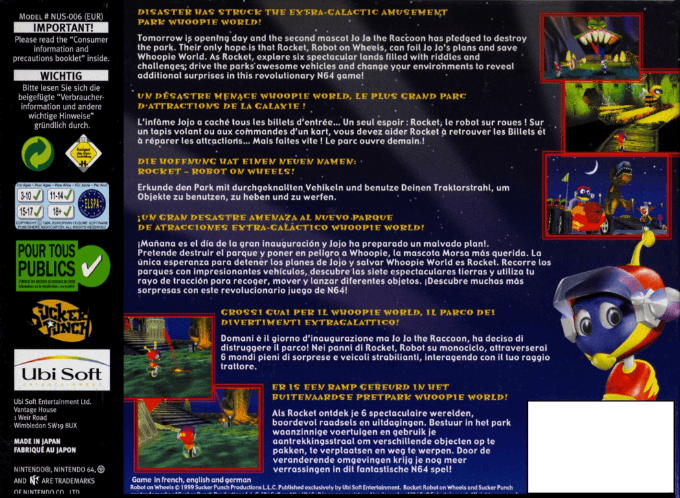 MODEL # NUS-006 (EUR)
IMPORTANT!
Please read the "Consumer
information and
precautions booklet" inside.
WICHTIG
Bitte lesen Sie sich die
beigefügte "Verbraucher-
information und andere
wichtige Hinweise"
gründlich durch.
3-10
11-14
15-17
18+
ELSPA
POUR TOUS
PUBLICS
SUCKER
PUNCH
Ubi Soft
ENTERTAINMENT
Ubi Soft Entertainment Ltd.
Vantage House
1 Weir Road
Wimbledon SW19 8UX
MADE IN JAPAN
FABRIQUÉ AU JAPON
NINTENDO®, NINTENDO 64,
AND ARE TRADEMARKS
OF NINTENDO CO., LTD
DISASTER HAS STRUCK THE EXTRA-GALACTIC AMUSEMENT
PARK WHOOPIE WORLD!
Tomorrow is opening day and the second mascot Jo Jo the Raccoon has pledged to destroy
the park. Their only hope is that Rocket, Robot on Wheels, can foil Jo Jo's plans and save
Whoopie World. As Rocket, explore six spectacular lands filled with riddles and
challenges; drive the parks awesome vehicles and change your environments to reveal
additional surprises in this revolutionary N64 game!
UN DÉSASTRE MENACE WHOOPIE WORLD, LE PLUS GRAND PARC
D'ATTRACTIONS DE LA GALAXIE !
L'infâme Jojo a caché tous les billets d'entrée... Un seul espoir : Rocket, le robot sur roues ! Sur
un tapis volant ou aux commandes d'un kart, vous devez aider Rocket à retrouver les Billets et
à réparer les attractions... Mais faites vite ! Le parc ouvre demain !
DIE HOFFNUNG HAT EINEN NEUEN NAMEN:
ROCKET - ROBOT ON WHEELS!
Erkunde den Park mit durchgeknallten Vehikeln und benutze Deinen Traktorstrahl, um
Objekte zu benutzen, zu heben und zu werfen.
¡UN GRAN DESASTRE AMENAZA AL NUEVO PARQUE
DE ATRACCIONES EXTRA-GALÁCTICO WHOOPIE WORLD!
¡Mañana es el día de la gran inauguración y Jojo ha preparado un malvado plan!.
Pretende destruir el parque y poner en peligro a Whoopie, la mascota Morsa más querida. La
única esperanza para detener los planes de Jojo y salvar Whoopie World es Rocket. Recorre los
parques con impresionantes vehículos, descubre las siete espectaculares tierras y utiliza tu
rayo de tracción para recoger, mover y lanzar diferentes objetos. ¡Descubre muchas más
sorpresas con este revolucionario juego de N64!
GROSSI GUAI PER IL WHOOPIE WORLD, IL PARCO DEI
DIVERTIMENTI EXTRAGALATTICO!
Domani è il giorno d'inaugurazione ma Jo Jo the Raccoon, ha deciso di
distruggere il parco! Nei panni di Rocket, Robot su monociclo, attraverserai
6 mondi pieni di sorprese e veicoli strabilianti, interagendo con il tuo raggio
trattore.
ER IS EEN RAMP GEBEURD IN HET
BUITENAARDSE PRETPARK WHOOPIE WORLD!
Als Rocket ontdek je 6 spectaculaire werelden,
boordevol raadsels en uitdagingen. Bestuur in het park
waanzinnige voertuigen en gebruik je
aantrekkingsstraal om verschillende objecten op te
pakken, te verplaatsen en weg te werpen. Door de
veranderende omgevingen krijg je nog meer
verrassingen in dit fantastische N64 spel!
Game in french, english and german
Robot on Wheels © 1999 Sucker Punch Productions L.L.C. Published exclusively by Ubi Soft Entertainment. Rocket: Robot on Wheels and Sucker Punch